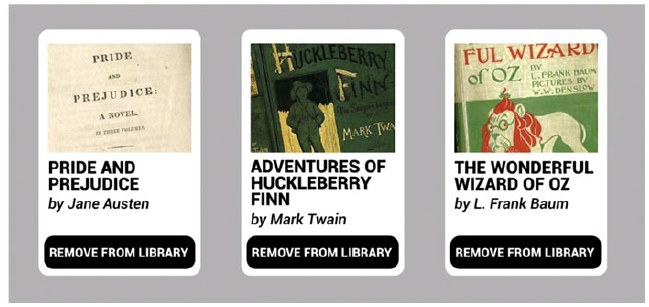 PRIDE
AND
PREJUDICE:
A NOVEL.
IN THREE VOLUMES.
PRIDE AND
PREJUDICE
by Jane Austen
REMOVE FROM LIBRARY
HUCKLEBERRY
FINN
MARK TWA
ADVENTURES OF
HUCKLEBERRY
FINN
by Mark Twain
REMOVE FROM LIBRARY
FUL WIZARD
of OZ
BY
L. FRANK BAUM
PICTURES BY
W. W. DENSLOW
THE WONDERFUL
WIZARD OF OZ
by L. Frank Baum
REMOVE FROM LIBRARY